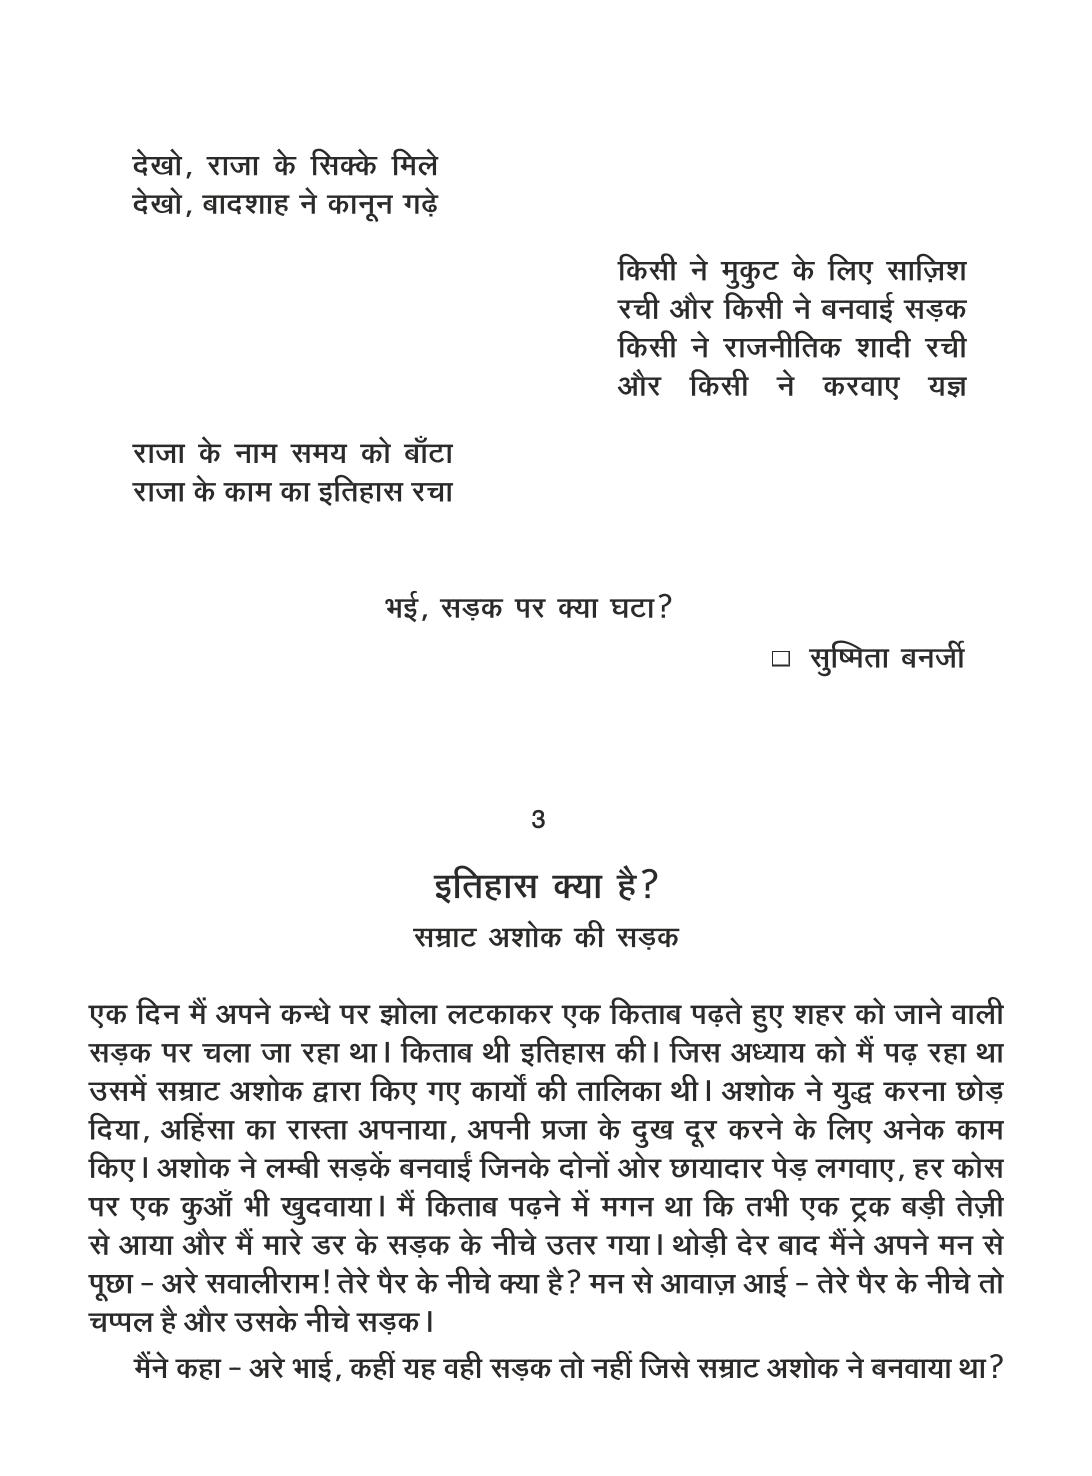 देखो, राजा के सिक्के मिले
देखो, बादशाह ने कानून गढ़े
किसी ने मुकुट के लिए साज़िश
रची और किसी ने बनवाई सड़क
किसी ने राजनीतिक शादी रची
और किसी ने करवाए यज्ञ
राजा के नाम समय को बाँटा
राजा के काम का इतिहास रचा
भई, सड़क पर क्या घटा?
□ सुष्मिता बनर्जी
3
इतिहास क्या है?
सम्राट अशोक की सड़क
एक दिन मैं अपने कन्धे पर झोला लटकाकर एक किताब पढ़ते हुए शहर को जाने वाली
सड़क पर चला जा रहा था। किताब थी इतिहास की। जिस अध्याय को मैं पढ़ रहा था
उसमें सम्राट अशोक द्वारा किए गए कार्यों की तालिका थी। अशोक ने युद्ध करना छोड़
दिया, अहिंसा का रास्ता अपनाया, अपनी प्रजा के दुख दूर करने के लिए अनेक काम
किए। अशोक ने लम्बी सड़कें बनवाईं जिनके दोनों ओर छायादार पेड़ लगवाए, हर कोस
पर एक कुआँ भी खुदवाया। मैं किताब पढ़ने में मगन था कि तभी एक ट्रक बड़ी तेज़ी
से आया और मैं मारे डर के सड़क के नीचे उतर गया। थोड़ी देर बाद मैंने अपने मन से
पूछा – अरे सवालीराम! तेरे पैर के नीचे क्या है? मन से आवाज़ आई – तेरे पैर के नीचे तो
चप्पल है और उसके नीचे सड़क।
मैंने कहा – अरे भाई, कहीं यह वही सड़क तो नहीं जिसे सम्राट अशोक ने बनवाया था?